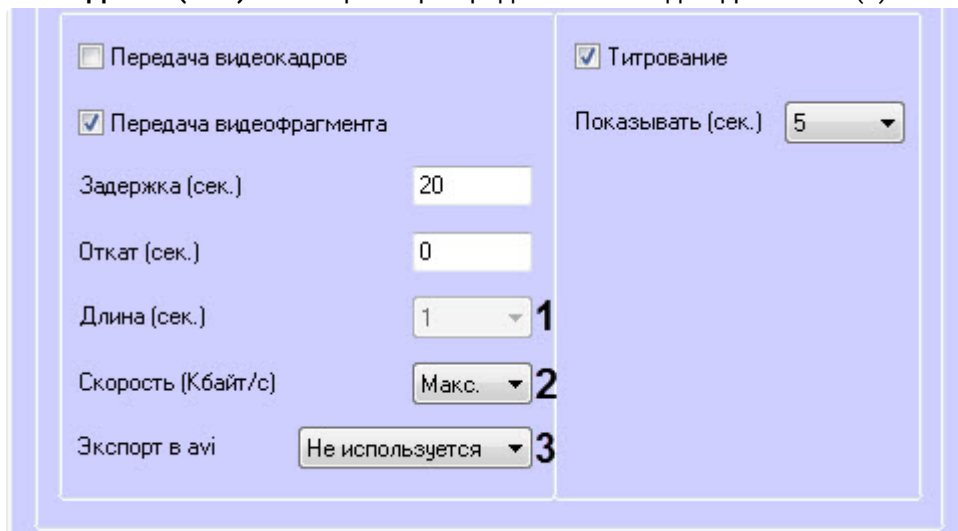 Передача видеокадров
Передача видеофрагмента
Задержка (сек.) 20
Откат (сек.) 0
Длина (сек.) 1 1
Скорость (Кбайт/с) Макс. 2
Экспорт в avi Не используется 3
Титрование
Показывать (сек.) 5